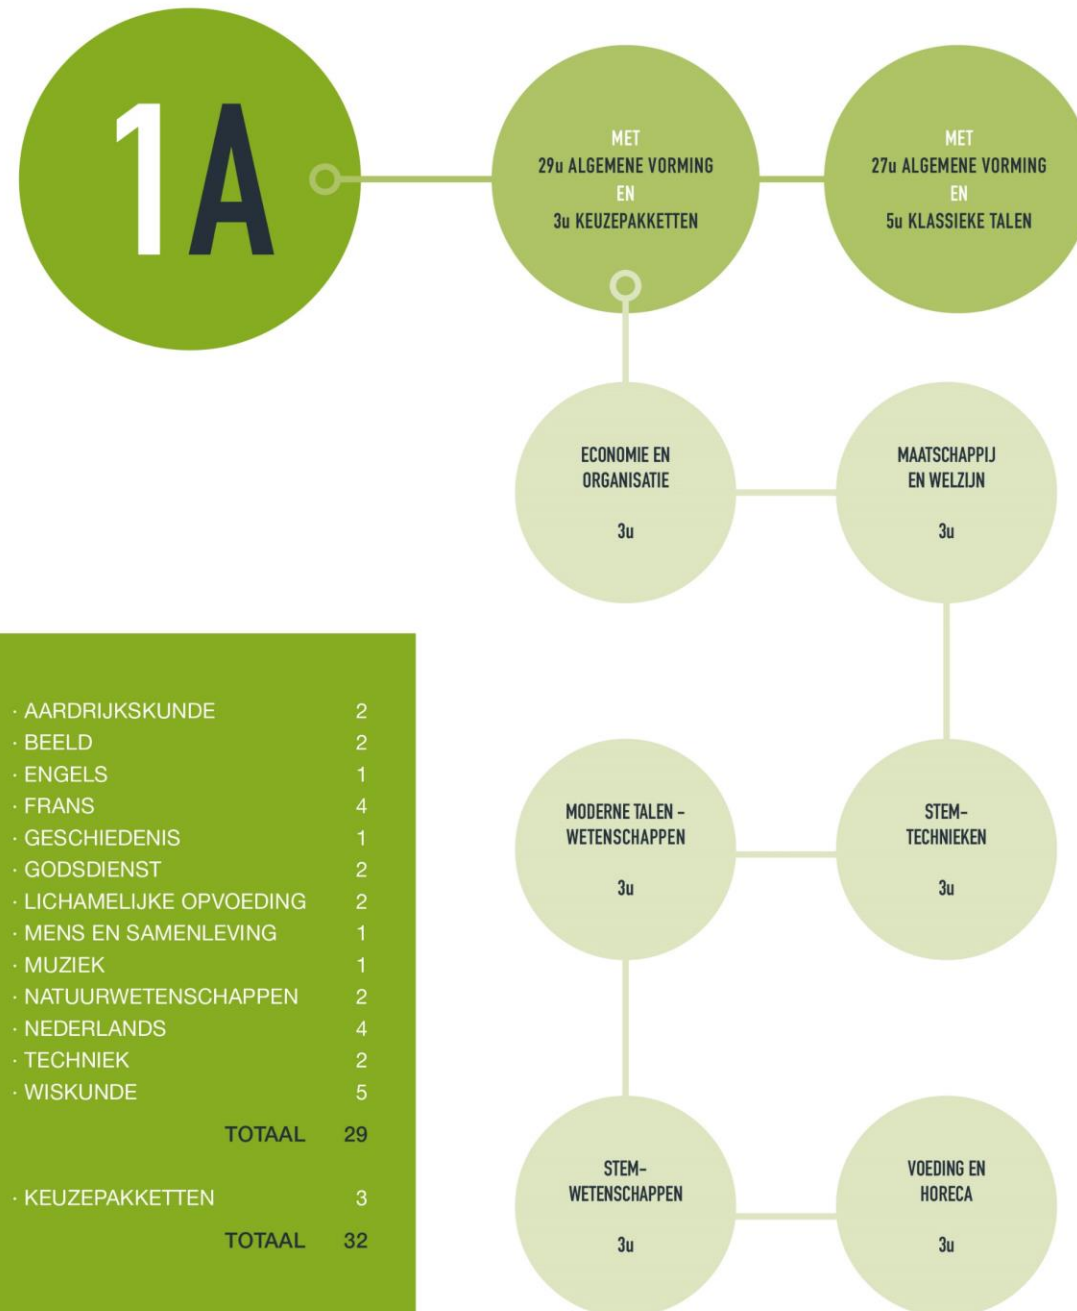 1A
MET
29u ALGEMENE VORMING
EN
3u KEUZEPAKKETTEN
MET
27u ALGEMENE VORMING
EN
5u KLASSIEKE TALEN
ECONOMIE EN
ORGANISATIE
3u
MAATSCHAPPIJ
EN WELZIJN
3u
MODERNE TALEN -
WETENSCHAPPEN
3u
STEM-
TECHNIEKEN
3u
STEM-
WETENSCHAPPEN
3u
VOEDING EN
HORECA
3u
· AARDRIJKSKUNDE 2
· BEELD 2
· ENGELS 1
· FRANS 4
· GESCHIEDENIS 1
· GODSDIENST 2
· LICHAMELIJKE OPVOEDING 2
· MENS EN SAMENLEVING 1
· MUZIEK 1
· NATUURWETENSCHAPPEN 2
· NEDERLANDS 4
· TECHNIEK 2
· WISKUNDE 5
TOTAAL 29
· KEUZEPAKKETTEN 3
TOTAAL 32